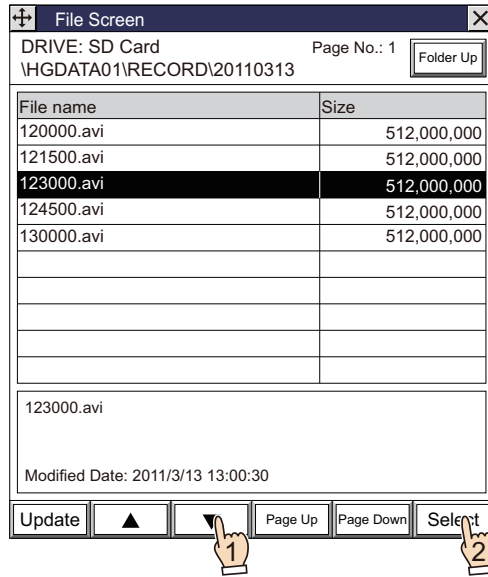 File Screen
DRIVE: SD Card Page No.: 1 Folder Up
\HGDATA01\RECORD\20110313
File name Size
120000.avi 512,000,000
121500.avi 512,000,000
123000.avi 512,000,000
124500.avi 512,000,000
130000.avi 512,000,000
123000.avi
Modified Date: 2011/3/13 13:00:30
Update ▲ ▼ Page Up Page Down Select
1 2